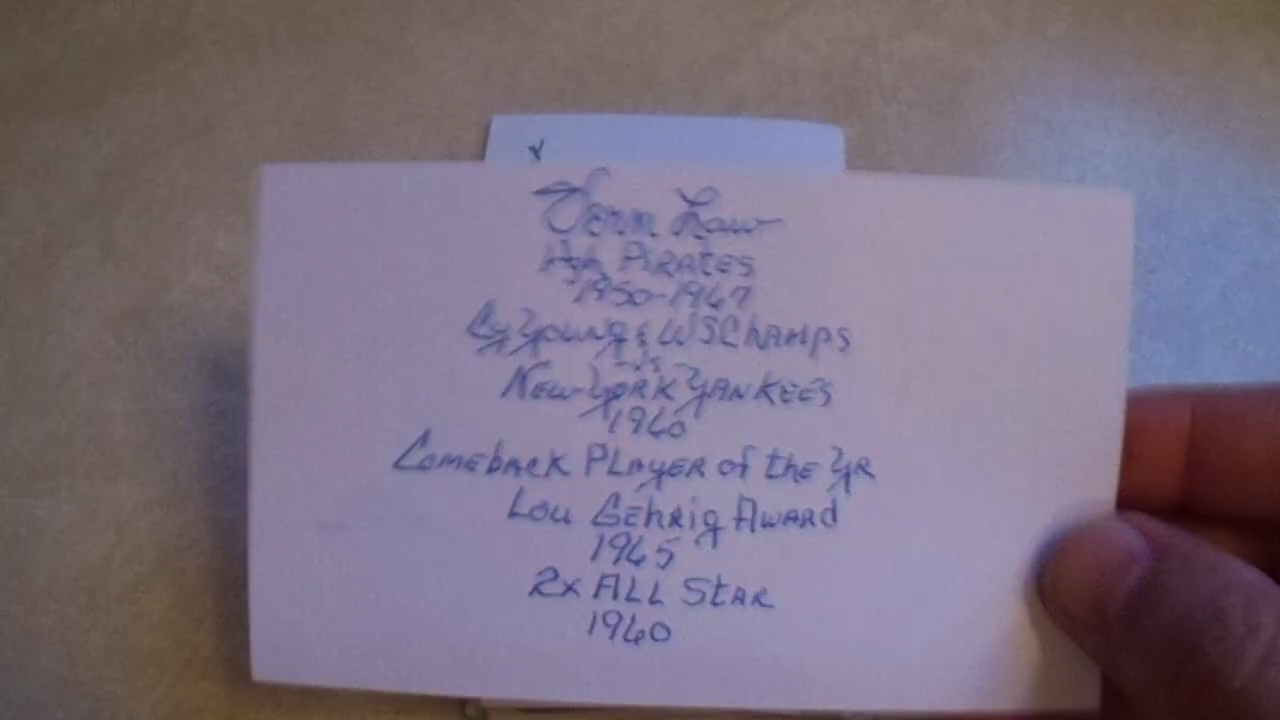 Vern Law
Pgh Pirates
1950-1967
Cy Young & WS Champs
-vs-
New York Yankees
1960
Comeback Player of the Yr
Lou Gehrig Award
1965
2x All Star
1960